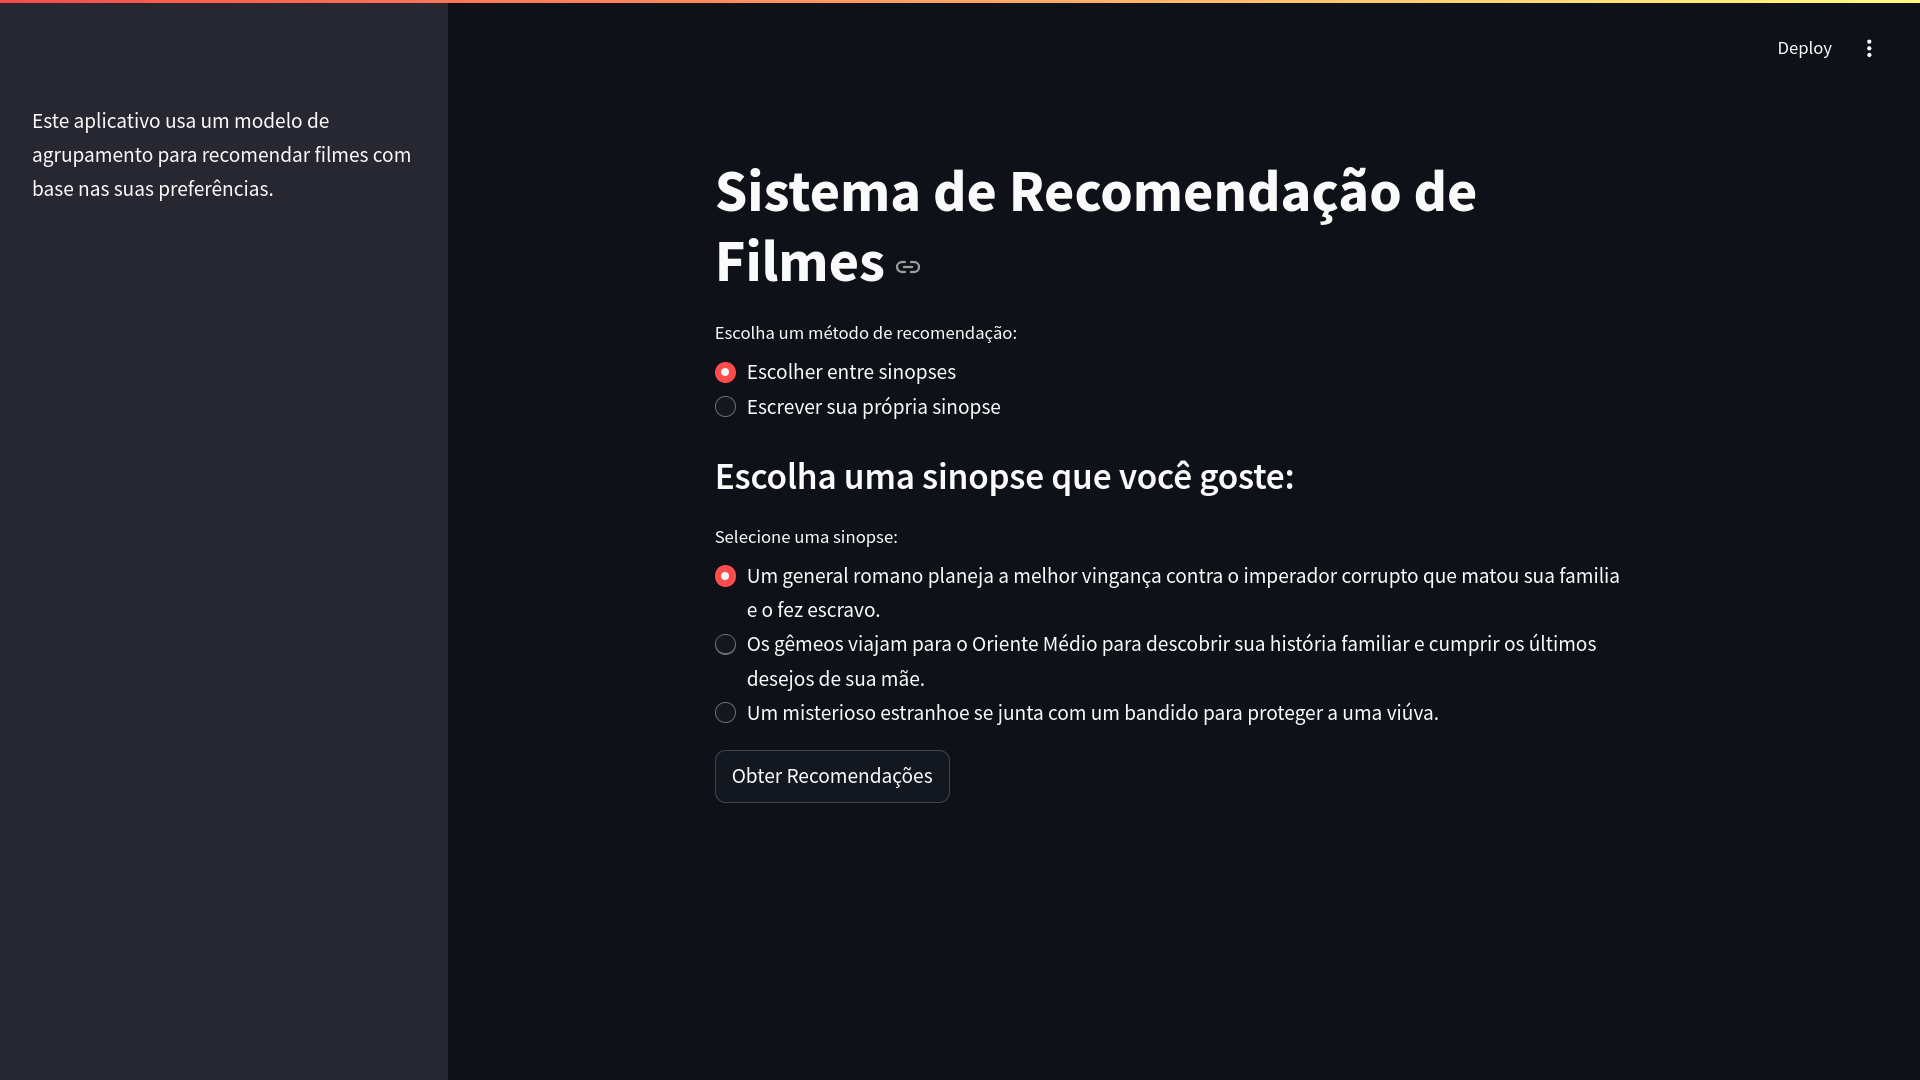 Deploy
Este aplicativo usa um modelo de
agrupamento para recomendar filmes com
base nas suas preferências.
Sistema de Recomendação de
Filmes
Escolha um método de recomendação:
Escolher entre sinopses
Escrever sua própria sinopse
Escolha uma sinopse que você goste:
Selecione uma sinopse:
Um general romano planeja a melhor vingança contra o imperador corrupto que matou sua familia
e o fez escravo.
Os gêmeos viajam para o Oriente Médio para descobrir sua história familiar e cumprir os últimos
desejos de sua mãe.
Um misterioso estranhoe se junta com um bandido para proteger a uma viúva.
Obter Recomendações